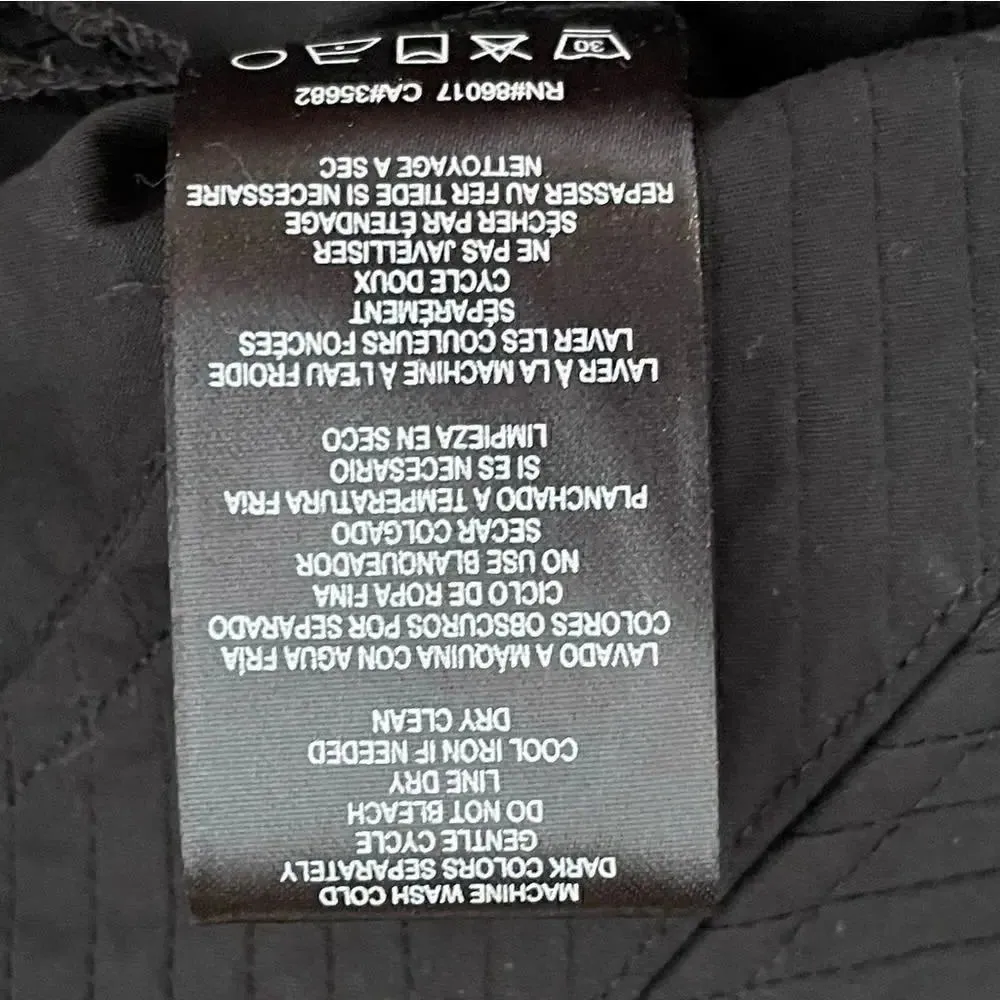 MACHINE WASH COLD
DARK COLORS SEPARATELY
GENTLE CYCLE
DO NOT BLEACH
LINE DRY
COOL IRON IF NEEDED
DRY CLEAN
LAVADO A MÁQUINA CON AGUA FRÍA
COLORES OBSCUROS POR SEPARADO
CICLO DE ROPA FINA
NO USE BLANQUEADOR
SECAR COLGADO
PLANCHADO A TEMPERATURA FRIA
SI ES NECESARIO
LIMPIEZA EN SECO
LAVER À LA MACHINE À L'EAU FROIDE
LAVER LES COULEURS FONCÉES
SÉPARÉMENT
CYCLE DOUX
NE PAS JAVELLISER
SÉCHER PAR ÉTENDAGE
REPASSER AU FER TIEDE SI NECESSAIRE
NETTOYAGE A SEC
RN#86017 CA#35682
30